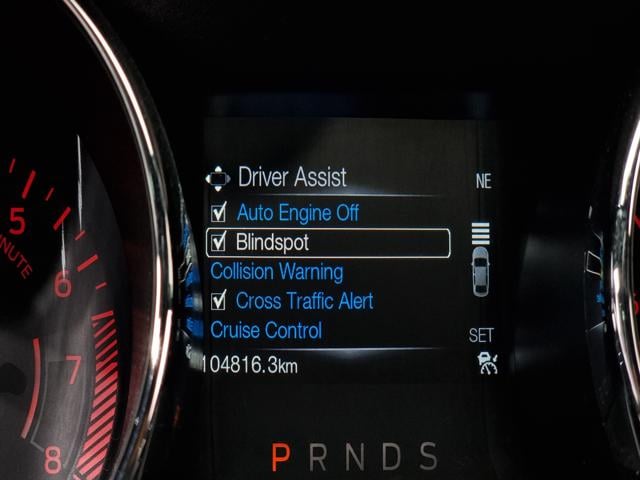 Driver Assist
NE
Auto Engine Off
Blindspot
Collision Warning
Cross Traffic Alert
Cruise Control
SET
104816.3km
P R N D S
5
6
7
8